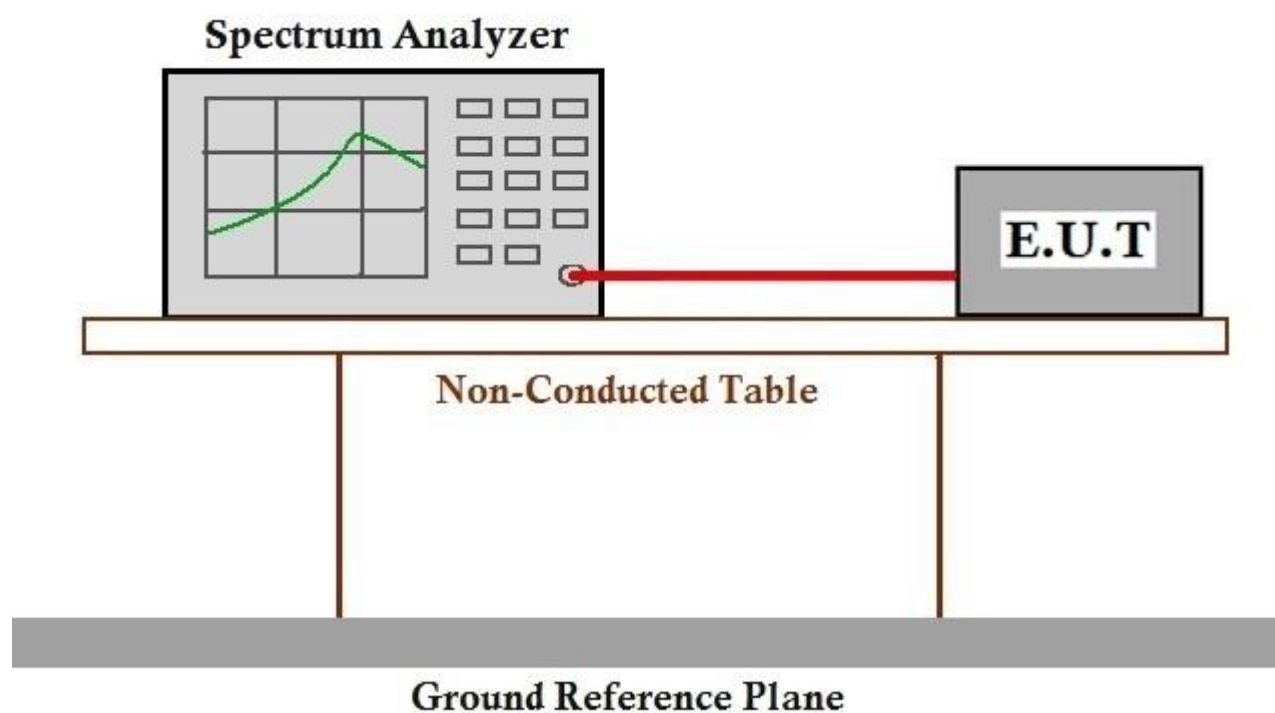 Spectrum Analyzer
E.U.T
Non-Conducted Table
Ground Reference Plane